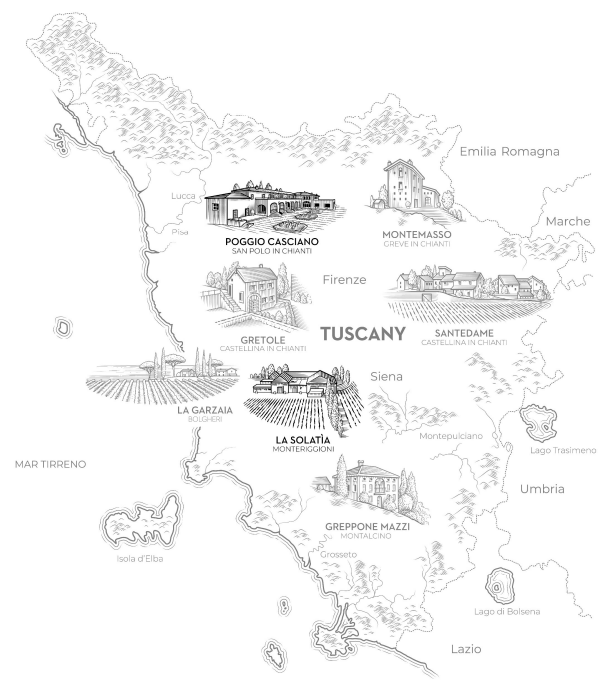 Emilia Romagna
Lucca
Marche
Pisa
POGGIO CASCIANO
SAN POLO IN CHIANTI
MONTEMASSO
GREVE IN CHIANTI
Firenze
GRETOLE
CASTELLINA IN CHIANTI
TUSCANY
SANTEDAME
CASTELLINA IN CHIANTI
Siena
LA GARZAIA
BOLGHERI
LA SOLATÌA
MONTERIGGIONI
Montepulciano
Lago Trasimeno
MAR TIRRENO
Umbria
GREPPONE MAZZI
MONTALCINO
Isola d'Elba
Grosseto
Lago di Bolsena
Lazio